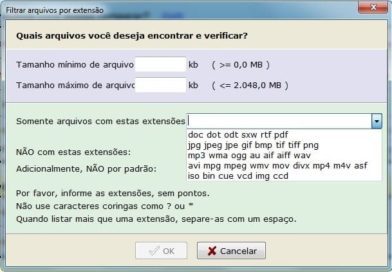 Filtrar arquivos por extensão
Quais arquivos você deseja encontrar e verificar?
Tamanho mínimo de arquivo kb ( >= 0,0 MB )
Tamanho máximo de arquivo kb ( <= 2.048,0 MB )
Somente arquivos com estas extensões
doc dot odt sxw rtf pdf
jpg jpeg jpe gif bmp tif tiff png
NÃO com estas extensões:
mp3 wma ogg au aif aiff wav
Adicionalmente, NÃO por padrão:
avi mpg mpeg wmv mov divx mp4 m4v asf
iso bin cue vcd img ccd
Por favor, informe as extensões, sem pontos.
Não use caracteres coringas como ? ou *
Quando listar mais que uma extensão, separe-as com um espaço.
OK Cancelar